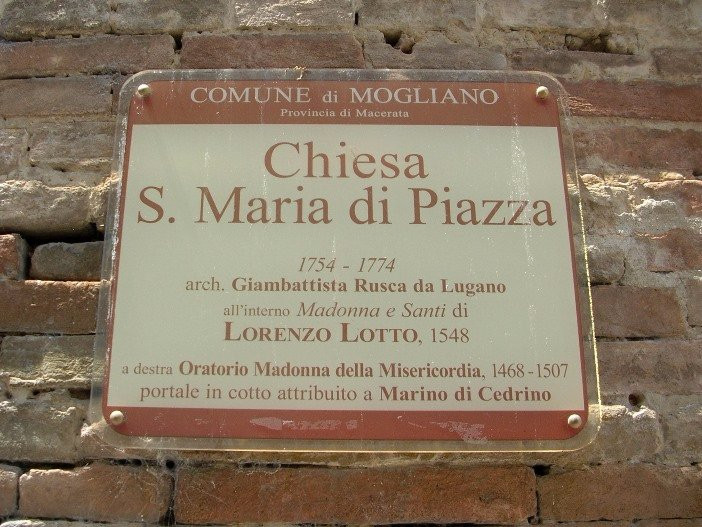 COMUNE di MOGLIANO
Provincia di Macerata
Chiesa
S. Maria di Piazza
1754 - 1774
arch. Giambattista Rusca da Lugano
all'interno Madonna e Santi di
LORENZO LOTTO, 1548
a destra Oratorio Madonna della Misericordia, 1468 - 1507
portale in cotto attribuito a Marino di Cedrino